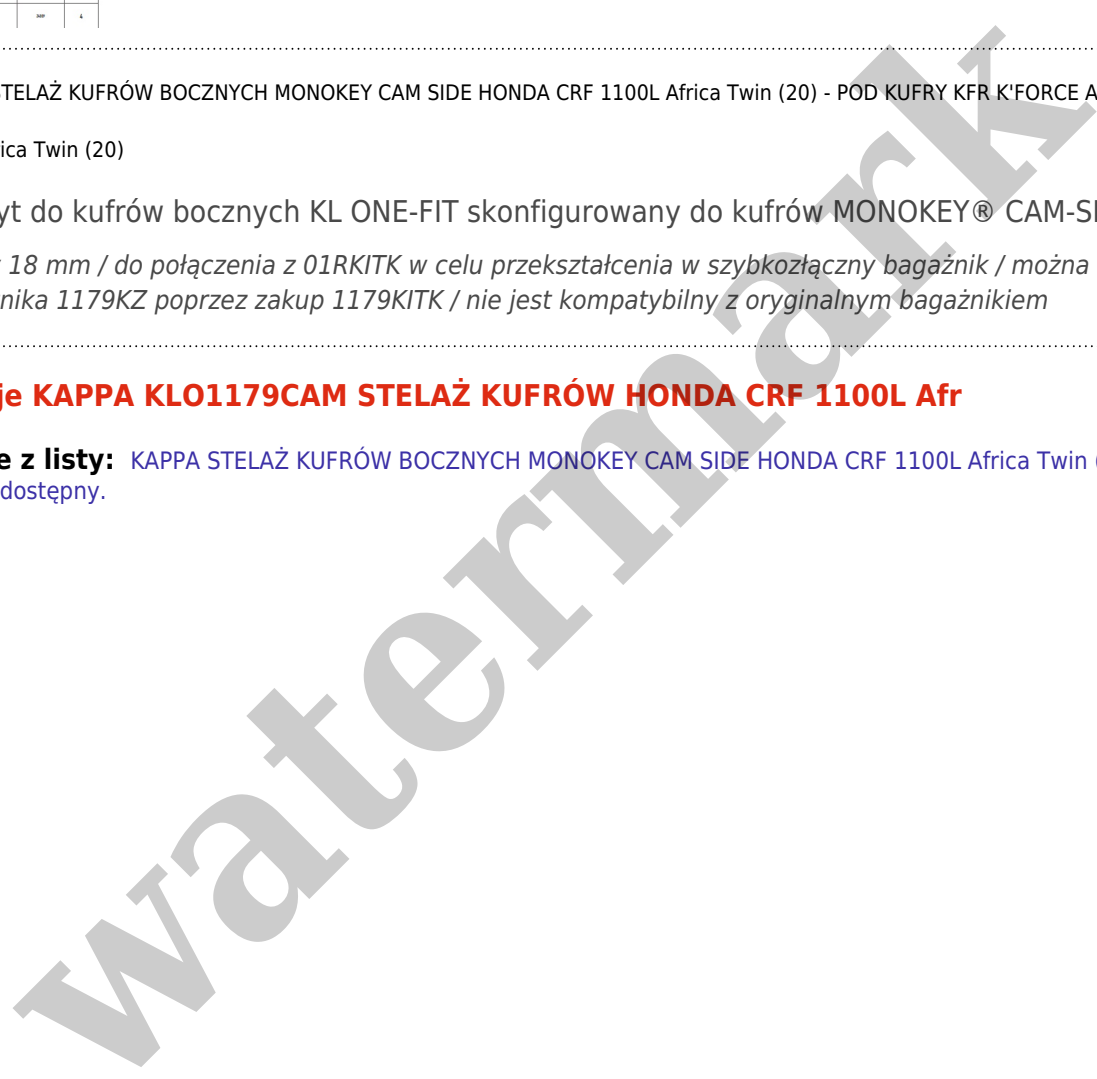 STELAŻ KUFRÓW BOCZNYCH MONOKEY CAM SIDE HONDA CRF 1100L Africa Twin (20) - POD KUFRY KFR K'FORCE A
ica Twin (20)
yt do kufrów bocznych KL ONE-FIT skonfigurowany do kufrów MONOKEY® CAM-SI
18 mm / do połączenia z 01RKITK w celu przekształcenia w szybkozłączny bagażnik / można
nika 1179KZ poprzez zakup 1179KITK / nie jest kompatybilny z oryginalnym bagażnikiem
je KAPPA KLO1179CAM STELAŻ KUFRÓW HONDA CRF 1100L Afr
e z listy: KAPPA STELAŻ KUFRÓW BOCZNYCH MONOKEY CAM SIDE HONDA CRF 1100L Africa Twin (
dostępny.
watermark